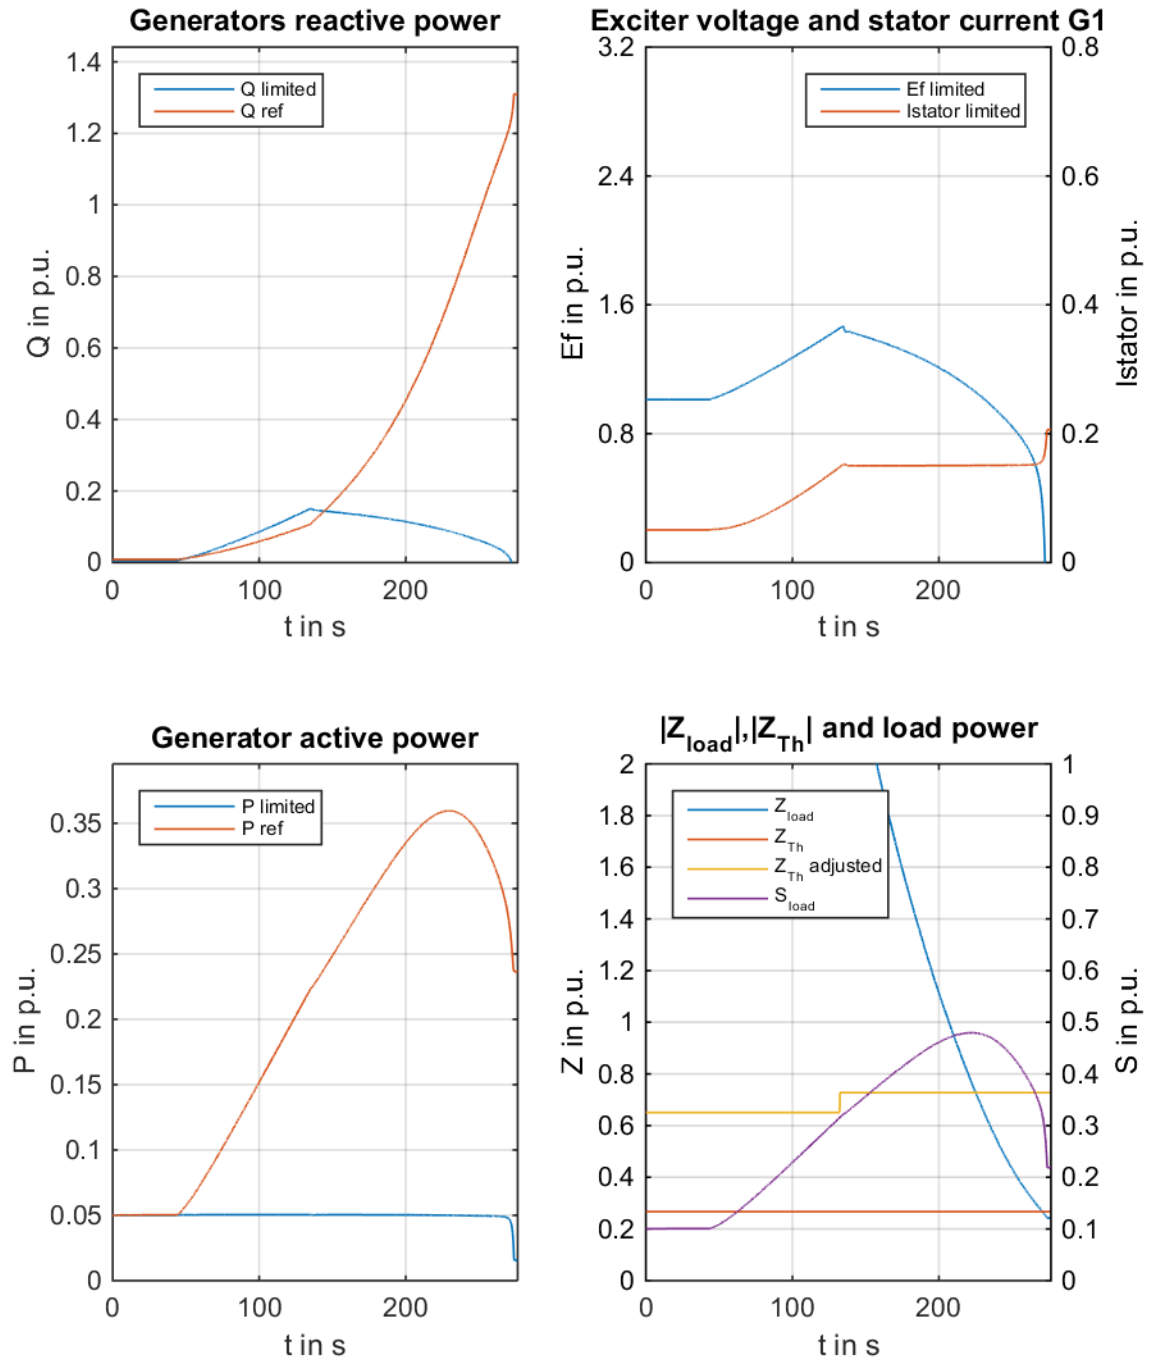 Generators reactive power
1.4
1.2
1
0.8
0.6
0.4
0.2
0
Q in p.u.
Q limited
Q ref
0
100
200
t in s
Exciter voltage and stator current G1
3.2
2.4
1.6
0.8
0
Ef in p.u.
Ef limited
Istator limited
0.8
0.6
0.4
0.2
0
Istator in p.u.
0
100
200
t in s
Generator active power
0.35
0.3
0.25
0.2
0.15
0.1
0.05
0
P in p.u.
P limited
P ref
0
100
200
t in s
|Z_load|,|Z_Th| and load power
2
1.8
1.6
1.4
1.2
1
0.8
0.6
0.4
0.2
0
Z in p.u.
Z_load
Z_Th
Z_Th adjusted
S_load
1
0.9
0.8
0.7
0.6
0.5
0.4
0.3
0.2
0.1
0
S in p.u.
0
100
200
t in s